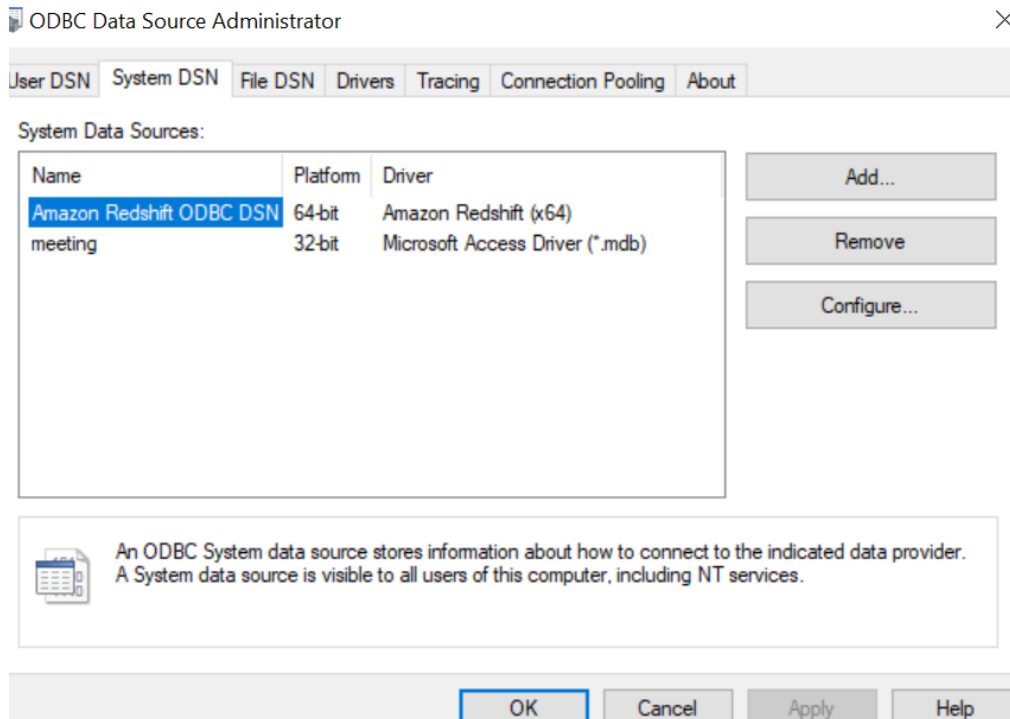 ODBC Data Source Administrator
User DSN System DSN File DSN Drivers Tracing Connection Pooling About
System Data Sources:
Name Platform Driver
Amazon Redshift ODBC DSN 64-bit Amazon Redshift (x64)
meeting 32-bit Microsoft Access Driver (*.mdb)
Add...
Remove
Configure...
An ODBC System data source stores information about how to connect to the indicated data provider.
A System data source is visible to all users of this computer, including NT services.
OK Cancel Apply Help